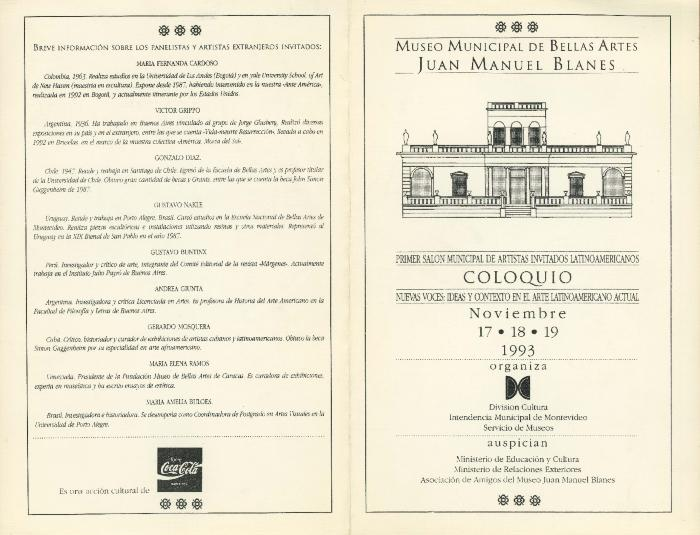 BREVE INFORMACIÓN SOBRE LOS PANELISTAS Y ARTISTAS EXTRANJEROS INVITADOS:
MARIA FERNANDA CARDOSO
Colombia, 1963. Realiza estudios en la Universidad de Los Andes (Bogotá) y en yale University School, of Art
de New Haven (maestría en escultura). Expone desde 1987, habiendo intervenido en la muestra «Ante América»,
realizada en 1992 en Bogotá, y actualmente itinerante por los Estados Unidos.
VICTOR GRIPPO
Argentina, 1936. Ha trabajado en Buenos Aires vinculado al grupo de Jorge Glusberg. Realizó diversas
exposiciones en su país y en el extranjero, entre las que se cuenta «Vida-muerte Resurrección», llevada a cabo en
1992 en Bruselas, en el marco de la muestra colectiva «América, Novia del Sol».
GONZALO DIAZ.
Chile, 1947. Reside y trabaja en Santiago de Chile. Egresó de la Escuela de Bellas Artes y es profesor titular
de la Universidad de Chile. Obtuvo gran cantidad de becas y Grants, entre las que se cuenta la beca John Simon
Guggenheim de 1987.
GUSTAVO NAKLE
Uruguay. Reside y trabaja en Porto Alegre, Brasil. Cursó estudios en la Escuela Nacional de Bellas Artes de
Montevideo. Realiza piezas escultóricas e instalaciones utilizando resinas y otros materiales. Representó al
Uruguay en la XIX Bienal de San Pablo en el año 1987.
GUSTAVO BUNTINX
Perú. Investigador y crítico de arte, integrante del Comité Editorial de la revista «Márgenes». Actualmente
trabaja en el Instituto Julio Payró de Buenos Aires.
ANDREA GIUNTA
Argentina. Investigadora y crítica Licenciada en Artes, es profesora de Historia del Arte Americano en la
Facultad de Filosofía y Letras de Buenos Aires.
GERARDO MOSQUERA
Cuba. Crítico, historiador y curador de exhibiciones de artistas cubanos y latinoamericanos. Obtuvo la beca
Simon Guggenheim por su especialidad en arte afroamericano.
MARIA ELENA RAMOS
Venezuela. Presidente de la Fundación Museo de Bellas Artes de Caracas. Es curadora de exhibiciones,
experta en museística y ha escrito ensayos de estética.
MARIA AMELIA BULOES.
Brasil. Investigadora e historiadora. Se desempeña como Coordinadora de Postgrado en Artes Visuales en la
Universidad de Porto Alegre.
Es una acción cultural de
Coca-Cola
MUSEO MUNICIPAL DE BELLAS ARTES
JUAN MANUEL BLANES
PRIMER SALON MUNICIPAL DE ARTISTAS INVITADOS LATINOAMERICANOS
COLOQUIO
NUEVAS VOCES: IDEAS Y CONTEXTO EN EL ARTE LATINOAMERICANO ACTUAL
Noviembre
17 • 18 • 19
1993
organiza
Division Cultura
Intendencia Municipal de Montevideo
Servicio de Museos
auspician
Ministerio de Educación y Cultura
Ministerio de Relaciones Exteriores
Asociación de Amigos del Museo Juan Manuel Blanes